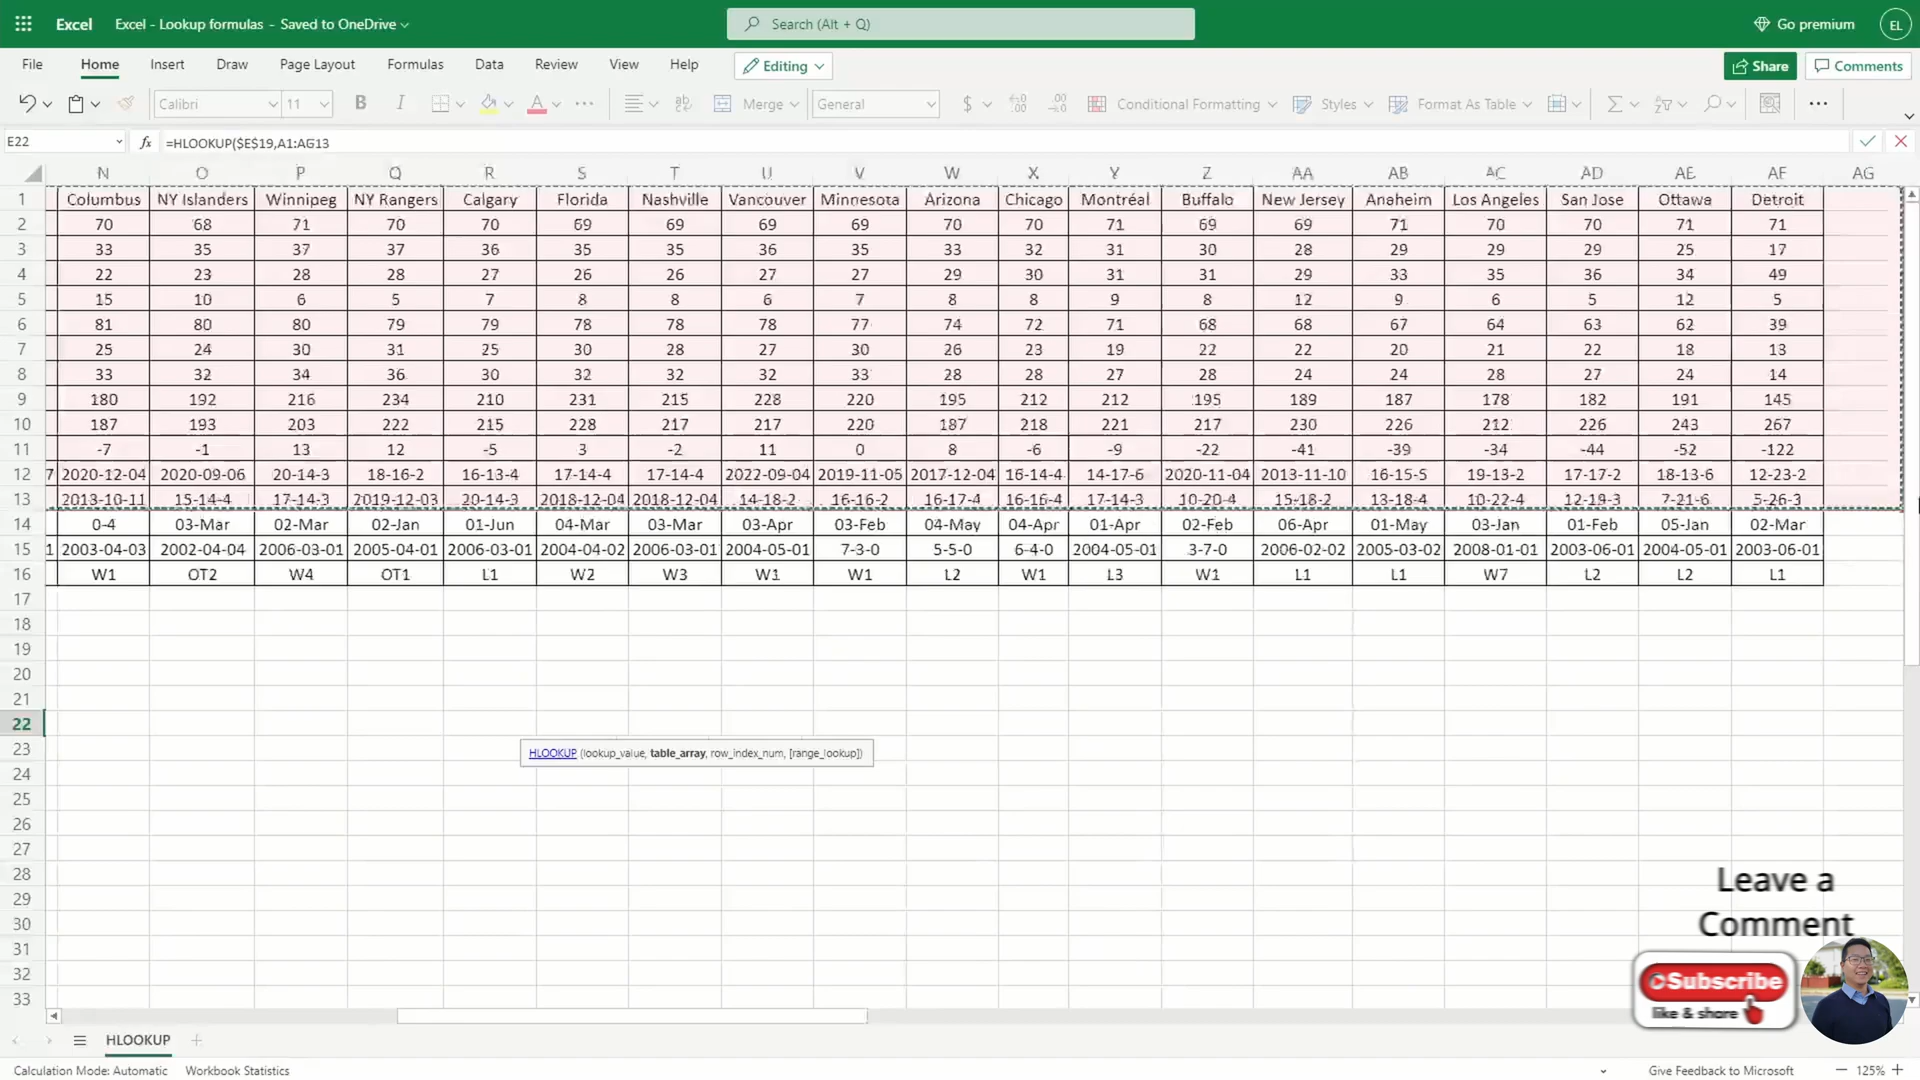 Excel Excel - Lookup formulas - Saved to OneDrive Search (Alt + Q) Go premium EL
File Home Insert Draw Page Layout Formulas Data Review View Help Editing Share Comments
Calibri 11 B I A ab Merge General $ Conditional Formatting Styles Format As Table
E22 fx =HLOOKUP($E$19,A1:AG13
N O P Q R S T U V W X Y Z AA AB AC AD AE AF AG
1 Columbus NY Islanders Winnipeg NY Rangers Calgary Florida Nashville Vancouver Minnesota Arizona Chicago Montréal Buffalo New Jersey Anaheim Los Angeles San Jose Ottawa Detroit
2 70 68 71 70 70 69 69 69 69 70 70 71 69 69 71 70 70 71 71
3 33 35 37 37 36 35 35 36 35 33 32 31 30 28 29 29 29 25 17
4 22 23 28 28 27 26 26 27 27 29 30 31 31 29 33 35 36 34 49
5 15 10 6 5 7 8 8 6 7 8 8 9 8 12 9 6 5 12 5
6 81 80 80 79 79 78 78 78 77 74 72 71 68 68 67 64 63 62 39
7 25 24 30 31 25 30 28 27 30 26 23 19 22 22 20 21 22 18 13
8 33 32 34 36 30 32 32 32 33 28 28 27 28 24 24 28 27 24 14
9 180 192 216 234 210 231 215 228 220 195 212 212 195 189 187 178 182 191 145
10 187 193 203 222 215 228 217 217 220 187 218 221 217 230 226 212 226 243 267
11 -7 -1 13 12 -5 3 -2 11 0 8 -6 -9 -22 -41 -39 -34 -44 -52 -122
12 7 2020-12-04 2020-09-06 20-14-3 18-16-2 16-13-4 17-14-4 17-14-4 2022-09-04 2019-11-05 2017-12-04 16-14-4 14-17-6 2020-11-04 2013-11-10 16-15-5 19-13-2 17-17-2 18-13-6 12-23-2
13 2013-10-11 15-14-4 17-14-3 2019-12-03 20-14-3 2018-12-04 2018-12-04 14-18-2 16-16-2 16-17-4 16-16-4 17-14-3 10-20-4 15-18-2 13-18-4 10-22-4 12-19-3 7-21-6 5-26-3
14 0-4 03-Mar 02-Mar 02-Jan 01-Jun 04-Mar 03-Mar 03-Apr 03-Feb 04-May 04-Apr 01-Apr 02-Feb 06-Apr 01-May 03-Jan 01-Feb 05-Jan 02-Mar
15 1 2003-04-03 2002-04-04 2006-03-01 2005-04-01 2006-03-01 2004-04-02 2006-03-01 2004-05-01 7-3-0 5-5-0 6-4-0 2004-05-01 3-7-0 2006-02-02 2005-03-02 2008-01-01 2003-06-01 2004-05-01 2003-06-01
16 W1 OT2 W4 OT1 L1 W2 W3 W1 W1 L2 W1 L3 W1 L1 L1 W7 L2 L2 L1
17
18
19
20
21
22
23 HLOOKUP (lookup_value, table_array, row_index_num, [range_lookup])
24
25
26
27
28 Leave a
29
30 Comment
31
32 Subscribe
33 like & share
HLOOKUP
Calculation Mode: Automatic Workbook Statistics Give Feedback to Microsoft 125%